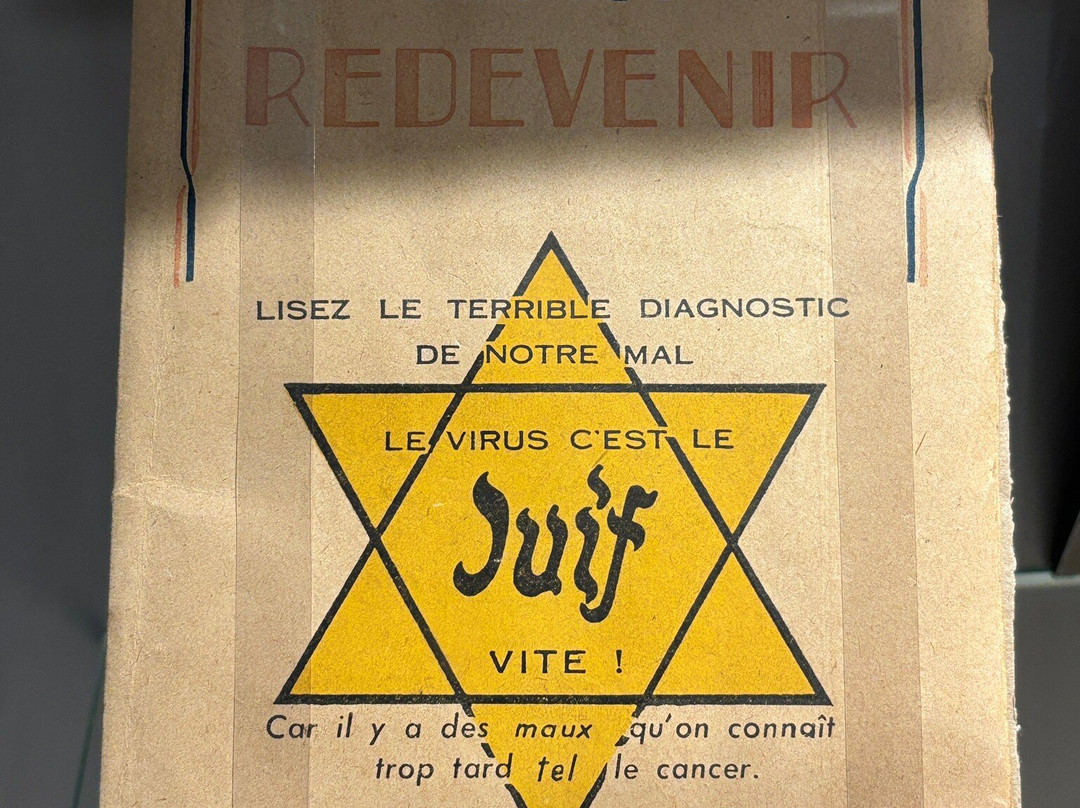 REDEVENIR
LISEZ LE TERRIBLE DIAGNOSTIC
DE NOTRE MAL
LE VIRUS C'EST LE
Juif
VITE !
Car il y a des maux qu'on connaît
trop tard tel le cancer.